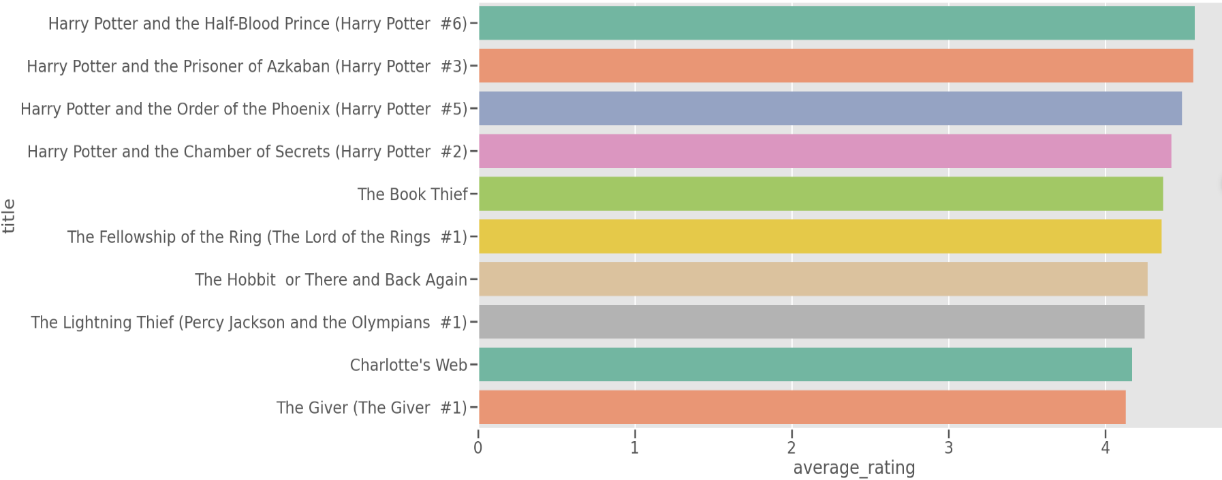 Harry Potter and the Half-Blood Prince (Harry Potter  #6)
Harry Potter and the Prisoner of Azkaban (Harry Potter  #3)
Harry Potter and the Order of the Phoenix (Harry Potter  #5)
Harry Potter and the Chamber of Secrets (Harry Potter  #2)
The Book Thief
title
The Fellowship of the Ring (The Lord of the Rings  #1)
The Hobbit  or There and Back Again
The Lightning Thief (Percy Jackson and the Olympians  #1)
Charlotte's Web
The Giver (The Giver  #1)
0 1 2 3 4
average_rating